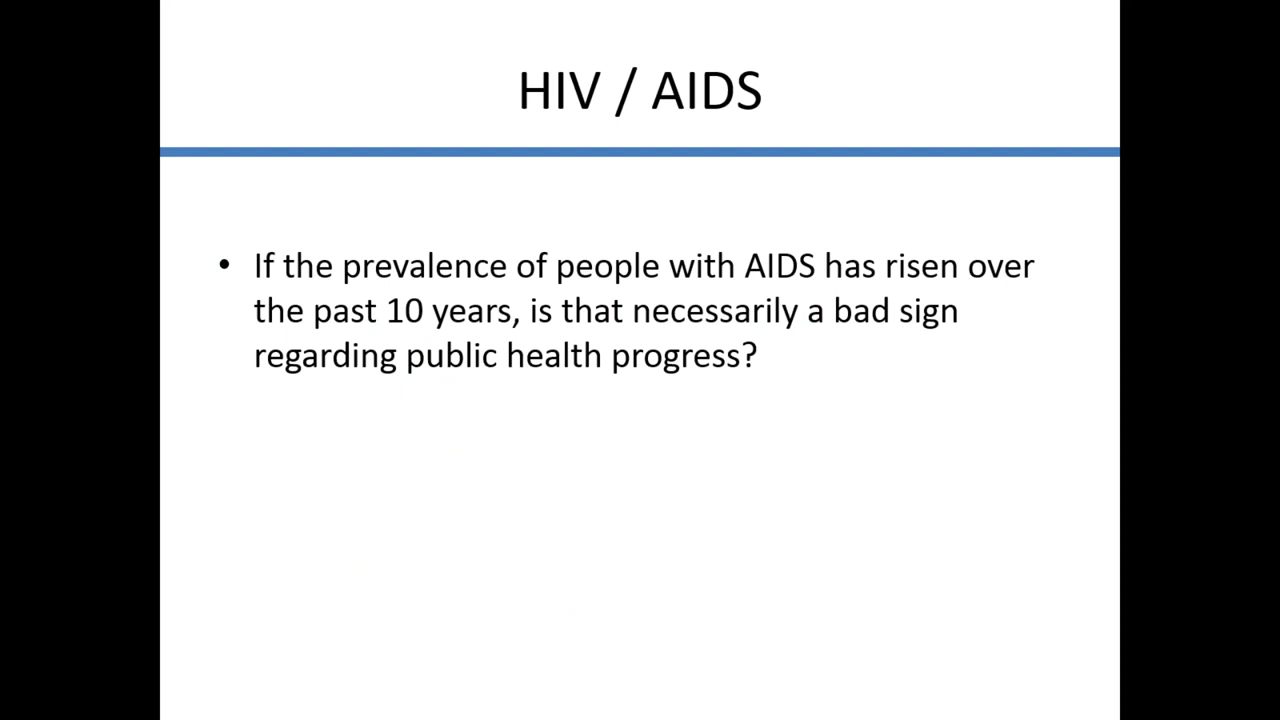 HIV / AIDS
• If the prevalence of people with AIDS has risen over
the past 10 years, is that necessarily a bad sign
regarding public health progress?